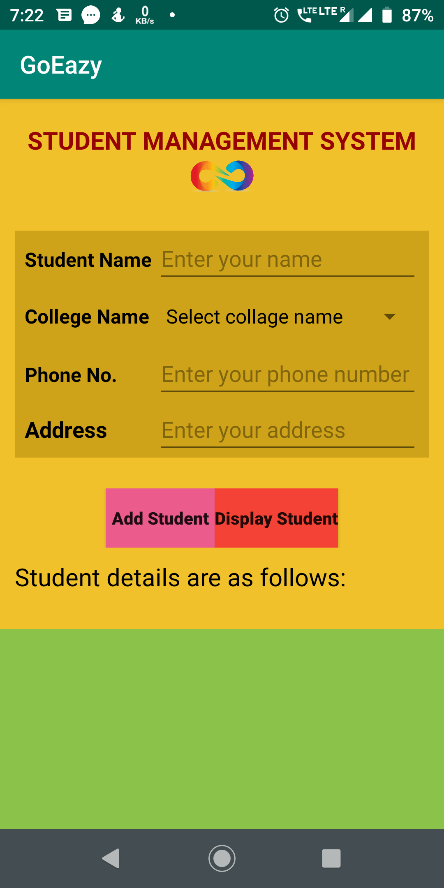 7:22 0 KB/s LTE LTE R 87%
GoEazy
STUDENT MANAGEMENT SYSTEM
Student Name Enter your name
College Name Select collage name
Phone No. Enter your phone number
Address Enter your address
Add Student Display Student
Student details are as follows: